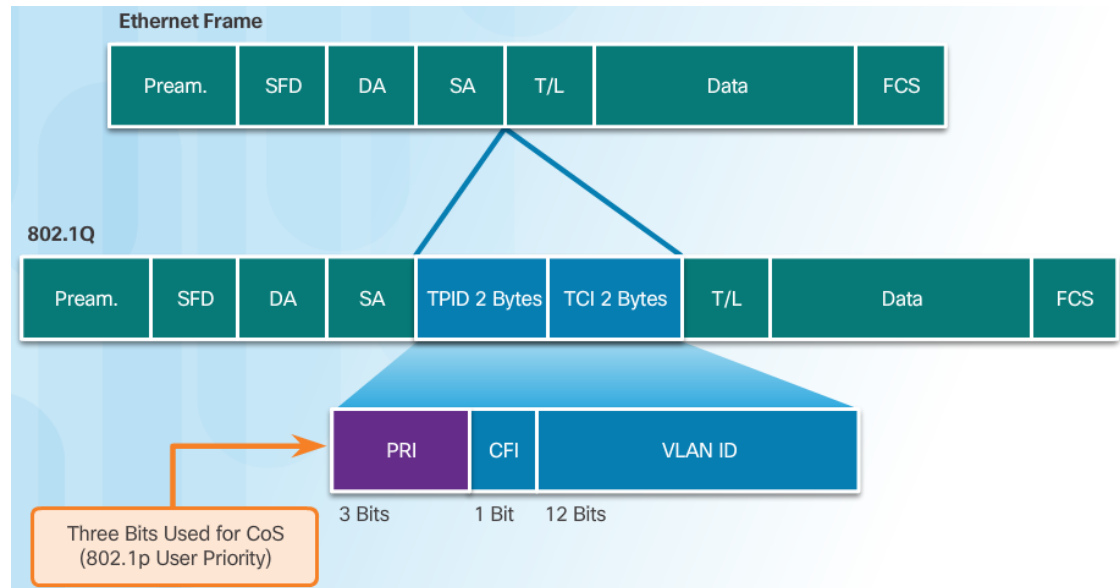 Ethernet Frame
Pream. SFD DA SA T/L Data FCS
802.1Q
Pream. SFD DA SA TPID 2 Bytes TCI 2 Bytes T/L Data FCS
PRI CFI VLAN ID
3 Bits 1 Bit 12 Bits
Three Bits Used for CoS
(802.1p User Priority)